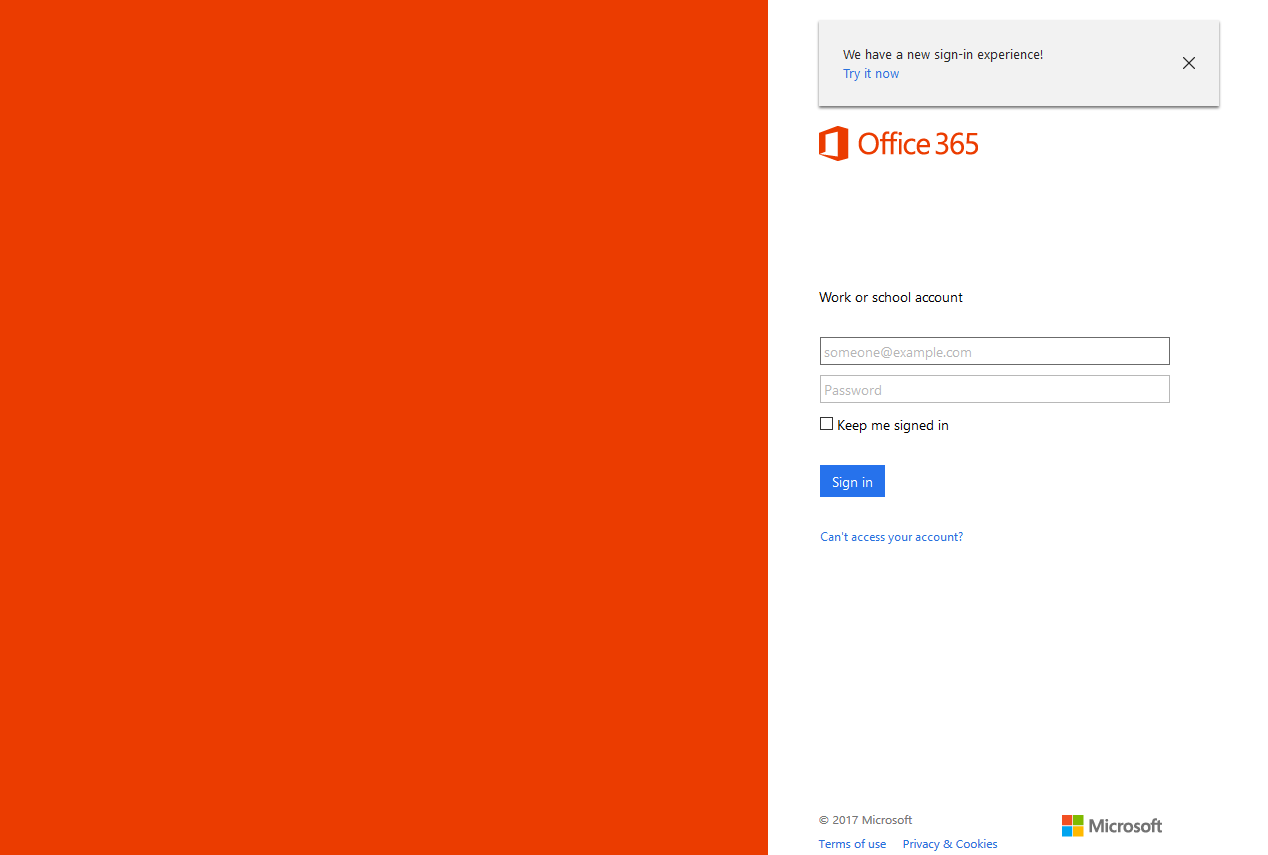 We have a new sign-in experience!
Try it now
Office 365
Work or school account
someone@example.com
Password
Keep me signed in
Sign in
Can't access your account?
© 2017 Microsoft
Microsoft
Terms of use Privacy & Cookies